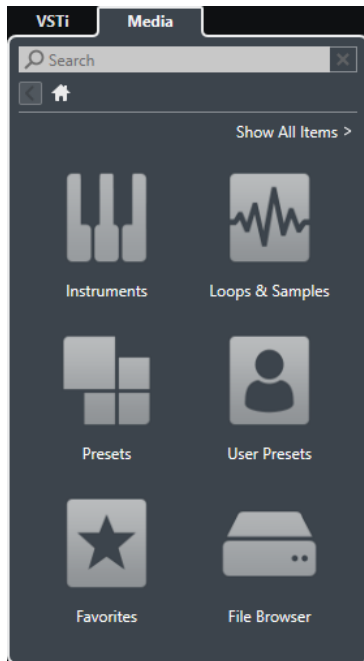 VSTi Media
Search
Show All Items >
Instruments Loops & Samples
Presets User Presets
Favorites File Browser